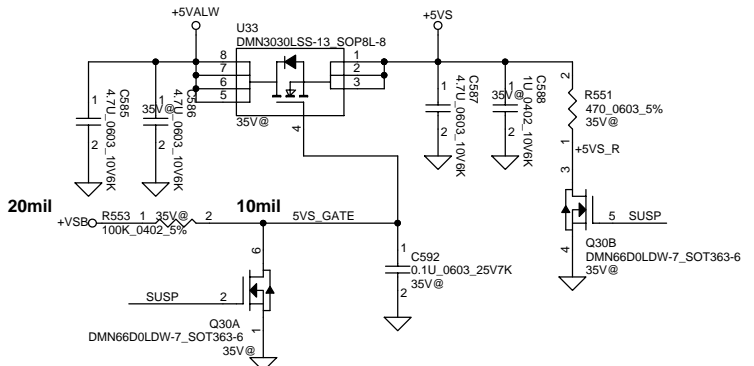 +5VALW
+5VS
U33
DMN3030LSS-13_SOP8L-8
8
7
6
5
1
2
3
4
35V@
1
2
C585
4.7U_0603_10V6K
1
2
35V@
C586
4.7U_0603_10V6K
1
2
35V@
C587
4.7U_0603_10V6K
1
2
35V@
C588
1U_0402_10V6K
2
R551
470_0603_5%
35V@
1
+5VS_R
3
5
SUSP
4
Q30B
DMN66D0LDW-7_SOT363-6
35V@
20mil
10mil
+VSB
R553
1
35V@
2
100K_0402_5%
5VS_GATE
6
SUSP
2
1
Q30A
DMN66D0LDW-7_SOT363-6
35V@
1
C592
0.1U_0603_25V7K
35V@
2